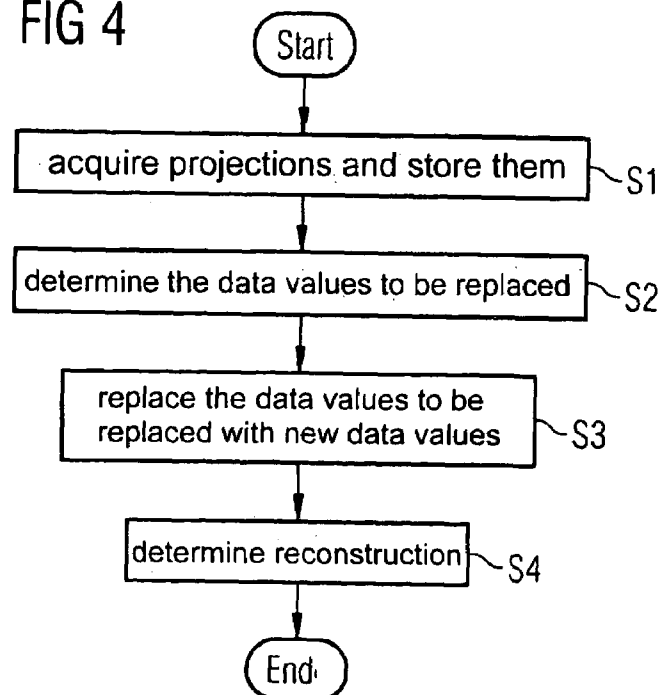 FIG 4
Start
acquire projections and store them
S1
determine the data values to be replaced
S2
replace the data values to be
replaced with new data values
S3
determine reconstruction
S4
End